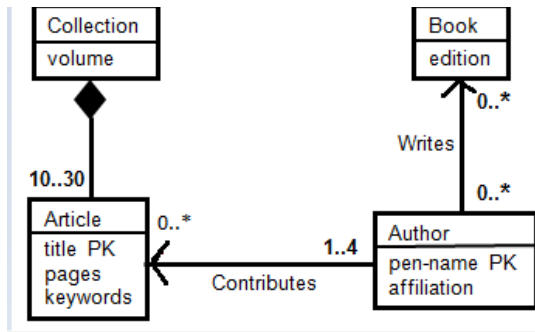 Collection
volume
Book
edition
0..*
Writes
10..30
0..*
Article
title PK
pages
keywords
0..*
1..4
Contributes
Author
pen-name PK
affiliation